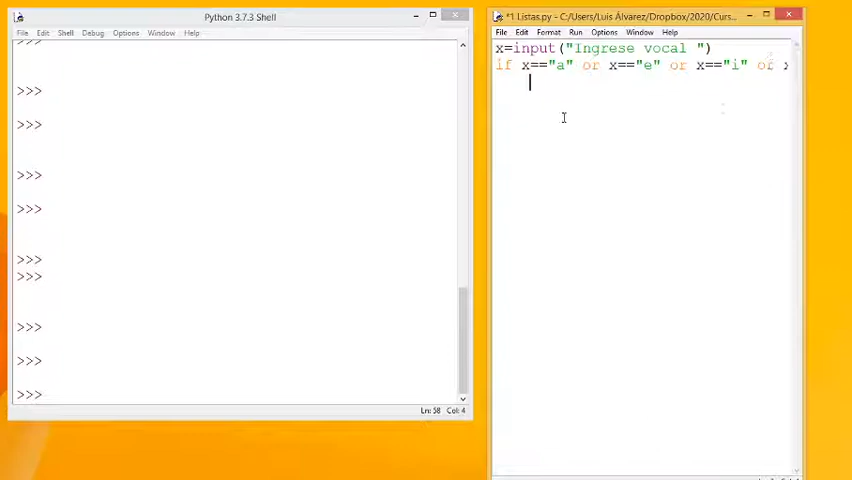 Python 3.7.3 Shell
File Edit Shell Debug Options Window Help
>>>
>>>
>>>
>>>
>>>
>>>
>>>
>>>
>>>
Ln: 58 Col: 4
*1 Listas.py - C:/Users/Luis Álvarez/Dropbox/2020/Curs...
File Edit Format Run Options Window Help
x=input("Ingrese vocal ")
if x=="a" or x=="e" or x=="i" or x